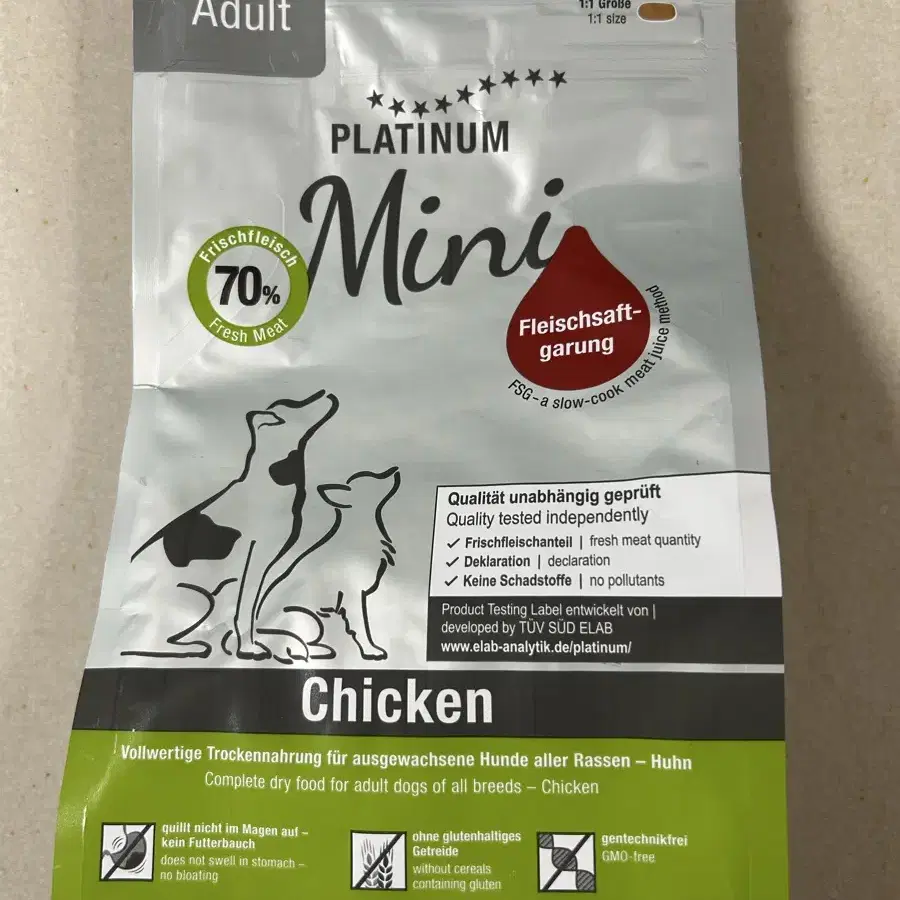 Adult
1:1 Größe
1:1 size
PLATINUM
Mini
Frischfleisch
70%
Fresh Meat
Fleischsaft-
garung
FSG - a slow-cook meat juice method
Qualität unabhängig geprüft
Quality tested independently
Frischfleischanteil | fresh meat quantity
Deklaration | declaration
Keine Schadstoffe | no pollutants
Product Testing Label entwickelt von |
developed by TÜV SÜD ELAB
www.elab-analytik.de/platinum/
Chicken
Vollwertige Trockennahrung für ausgewachsene Hunde aller Rassen – Huhn
Complete dry food for adult dogs of all breeds – Chicken
quillt nicht im Magen auf –
kein Futterbauch
does not swell in stomach –
no bloating
ohne glutenhaltiges
Getreide
without cereals
containing gluten
gentechnikfrei
GMO-free